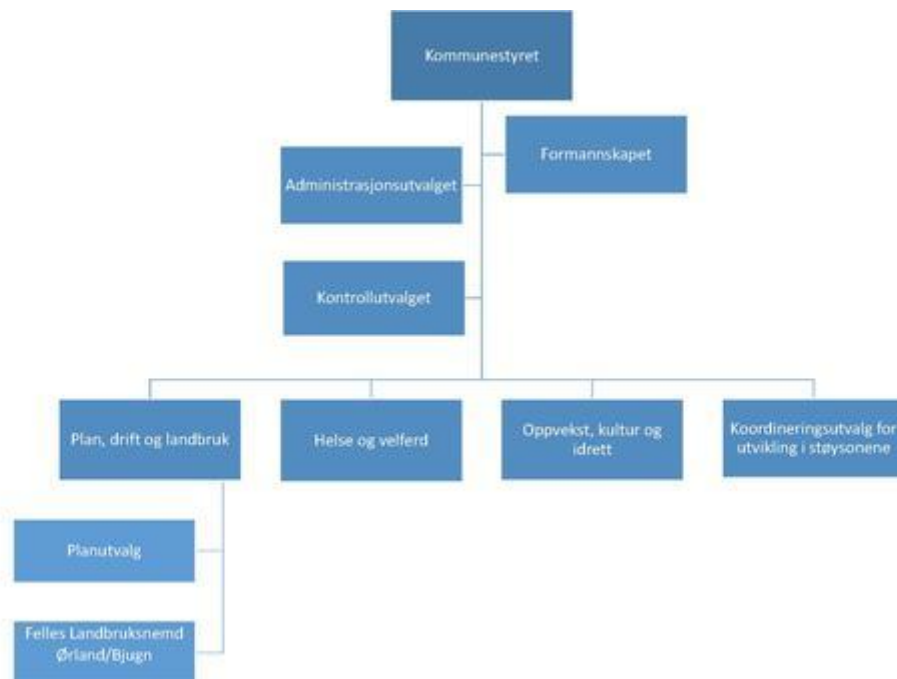 Kommunestyret
Formannskapet
Administrasjonsutvalget
Kontrollutvalget
Plan, drift og landbruk
Helse og velferd
Oppvekst, kultur og
idrett
Koordineringsutvalg for
utvikling i støysonene
Planutvalg
Felles Landbruksnemd
Ørland/Bjugn